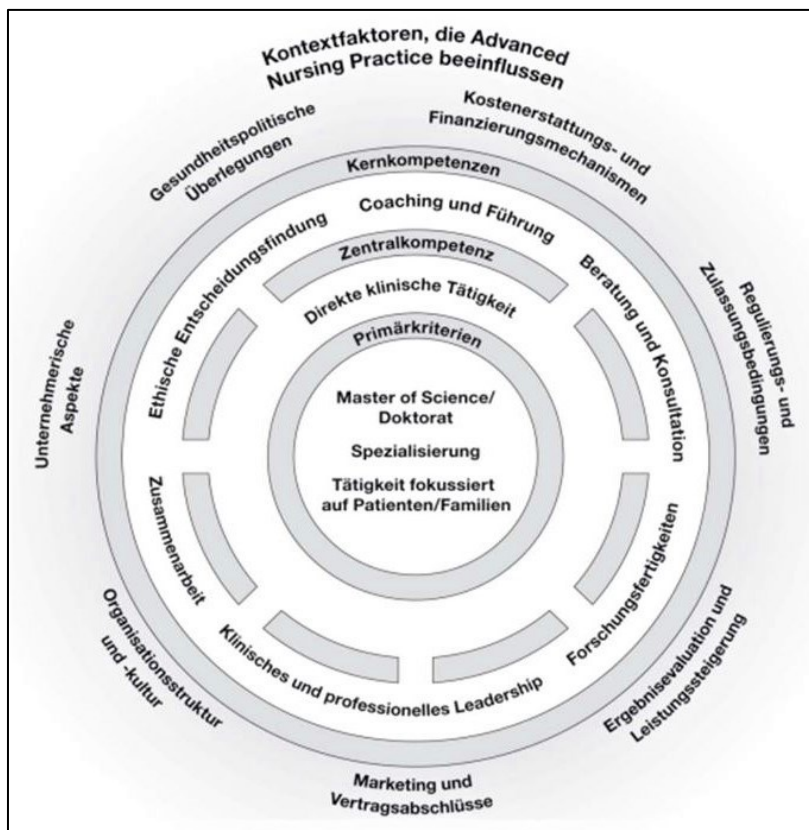 Kontextfaktoren, die Advanced
Nursing Practice beeinflussen
Gesundheitspolitische
Überlegungen
Kostenerstattungs- und
Finanzierungsmechanismen
Regulierungs- und
Zulassungsbedingungen
Ergebnisevaluation und
Leistungssteigerung
Marketing und
Vertragsabschlüsse
Organisationsstruktur
und -kultur
Unternehmerische
Aspekte
Kernkompetenzen
Coaching und Führung
Beratung und Konsultation
Forschungsfertigkeiten
Klinisches und professionelles Leadership
Zusammenarbeit
Ethische Entscheidungsfindung
Zentralkompetenz
Direkte klinische Tätigkeit
Primärkriterien
Master of Science/
Doktorat
Spezialisierung
Tätigkeit fokussiert
auf Patienten/Familien